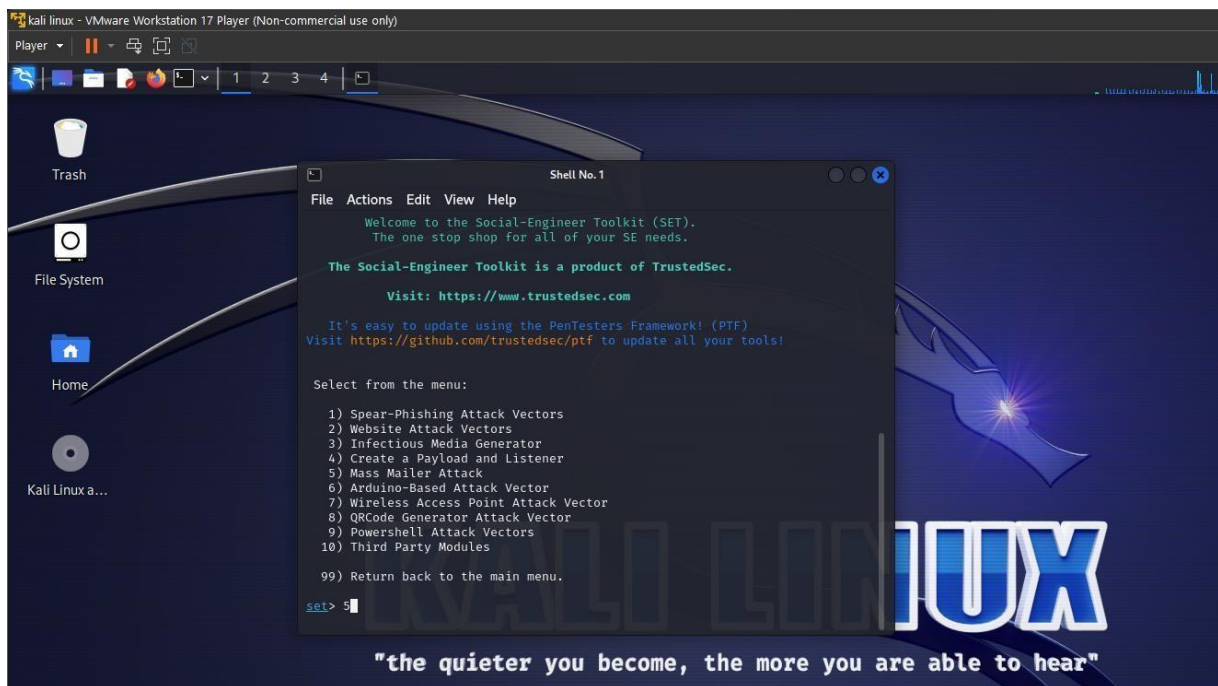 kali linux - VMware Workstation 17 Player (Non-commercial use only)
Player
1 2 3 4
Trash
File System
Home
Kali Linux a...
Shell No. 1
File Actions Edit View Help
Welcome to the Social-Engineer Toolkit (SET).
The one stop shop for all of your SE needs.
The Social-Engineer Toolkit is a product of TrustedSec.
Visit: https://www.trustedsec.com
It's easy to update using the PenTesters Framework! (PTF)
Visit https://github.com/trustedsec/ptf to update all your tools!
Select from the menu:
1) Spear-Phishing Attack Vectors
2) Website Attack Vectors
3) Infectious Media Generator
4) Create a Payload and Listener
5) Mass Mailer Attack
6) Arduino-Based Attack Vector
7) Wireless Access Point Attack Vector
8) QRCode Generator Attack Vector
9) Powershell Attack Vectors
10) Third Party Modules
99) Return back to the main menu.
set> 5
KALI LINUX
"the quieter you become, the more you are able to hear"